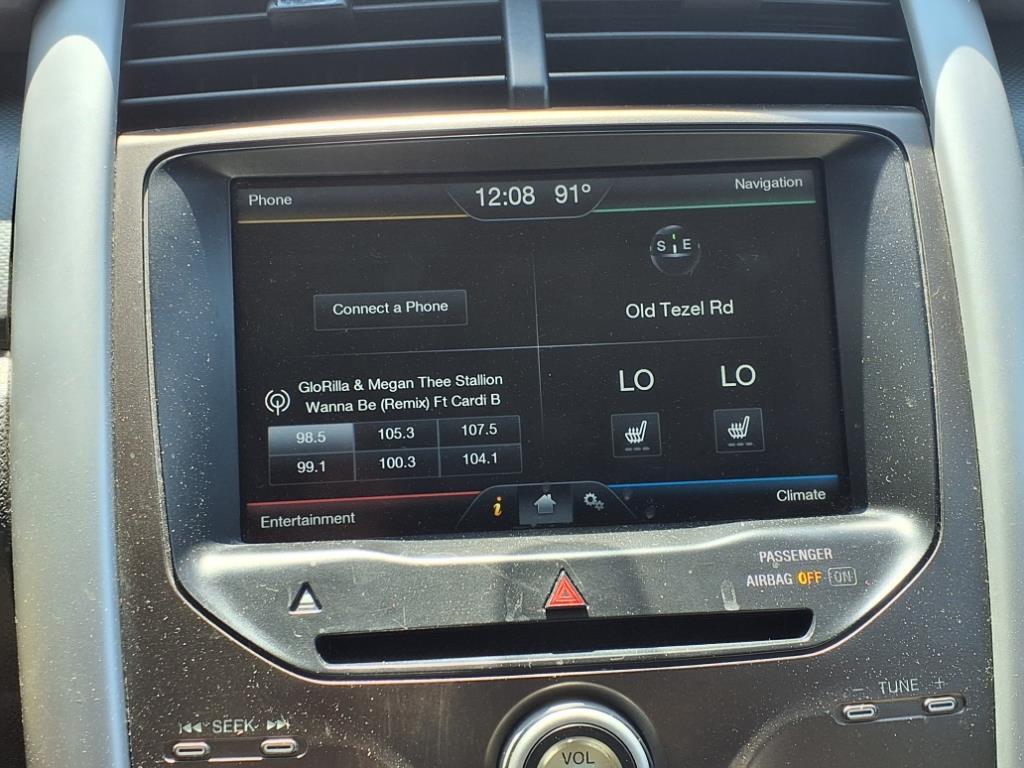 Phone
12:08 91°
Navigation
S E
Connect a Phone
Old Tezel Rd
GloRilla & Megan Thee Stallion
Wanna Be (Remix) Ft Cardi B
LO LO
98.5 105.3 107.5
99.1 100.3 104.1
Entertainment
i
Climate
PASSENGER
AIRBAG OFF ON
SEEK
- TUNE +
VOL